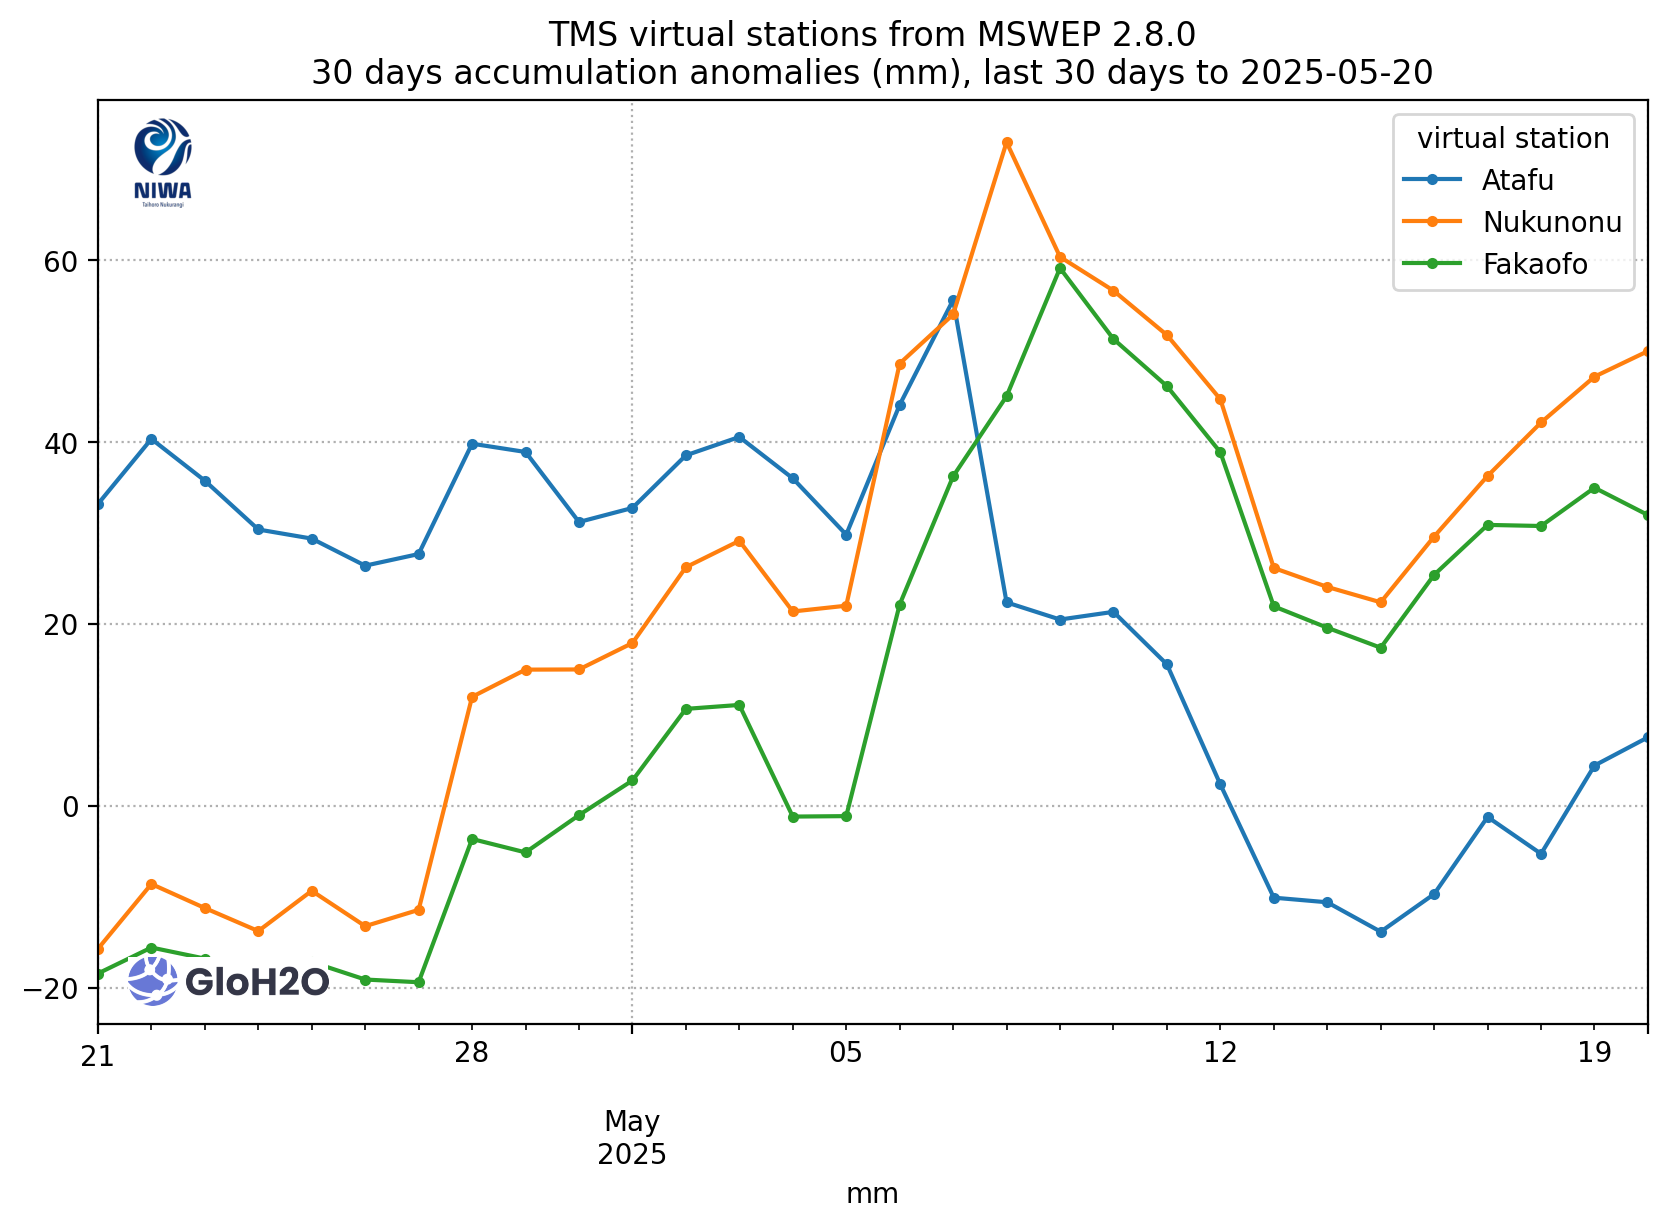 TMS virtual stations from MSWEP 2.8.0
30 days accumulation anomalies (mm), last 30 days to 2025-05-20
NIWA
Taihoro Nukurangi
virtual station
Atafu
Nukunonu
Fakaofo
60
40
20
0
−20
GloH2O
21
28
05
12
19
May
2025
mm